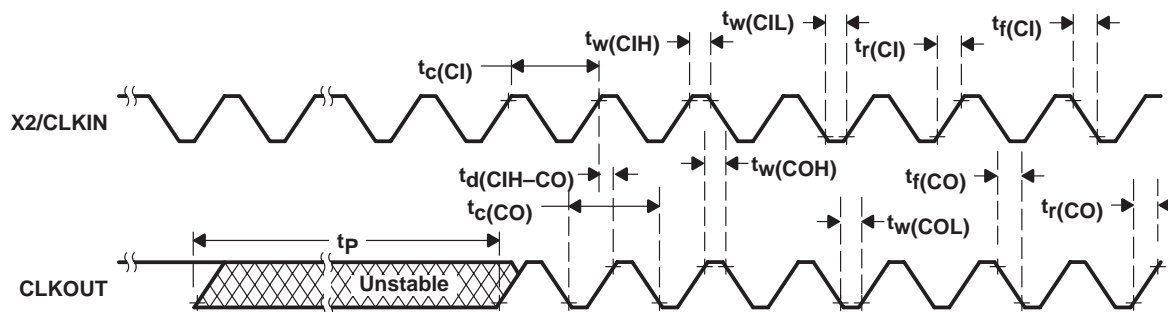 tw(CIH)
tw(CIL)
tr(CI)
tf(CI)
tc(CI)
X2/CLKIN
td(CIH–CO)
tw(COH)
tf(CO)
tc(CO)
tw(COL)
tr(CO)
tP
CLKOUT
Unstable